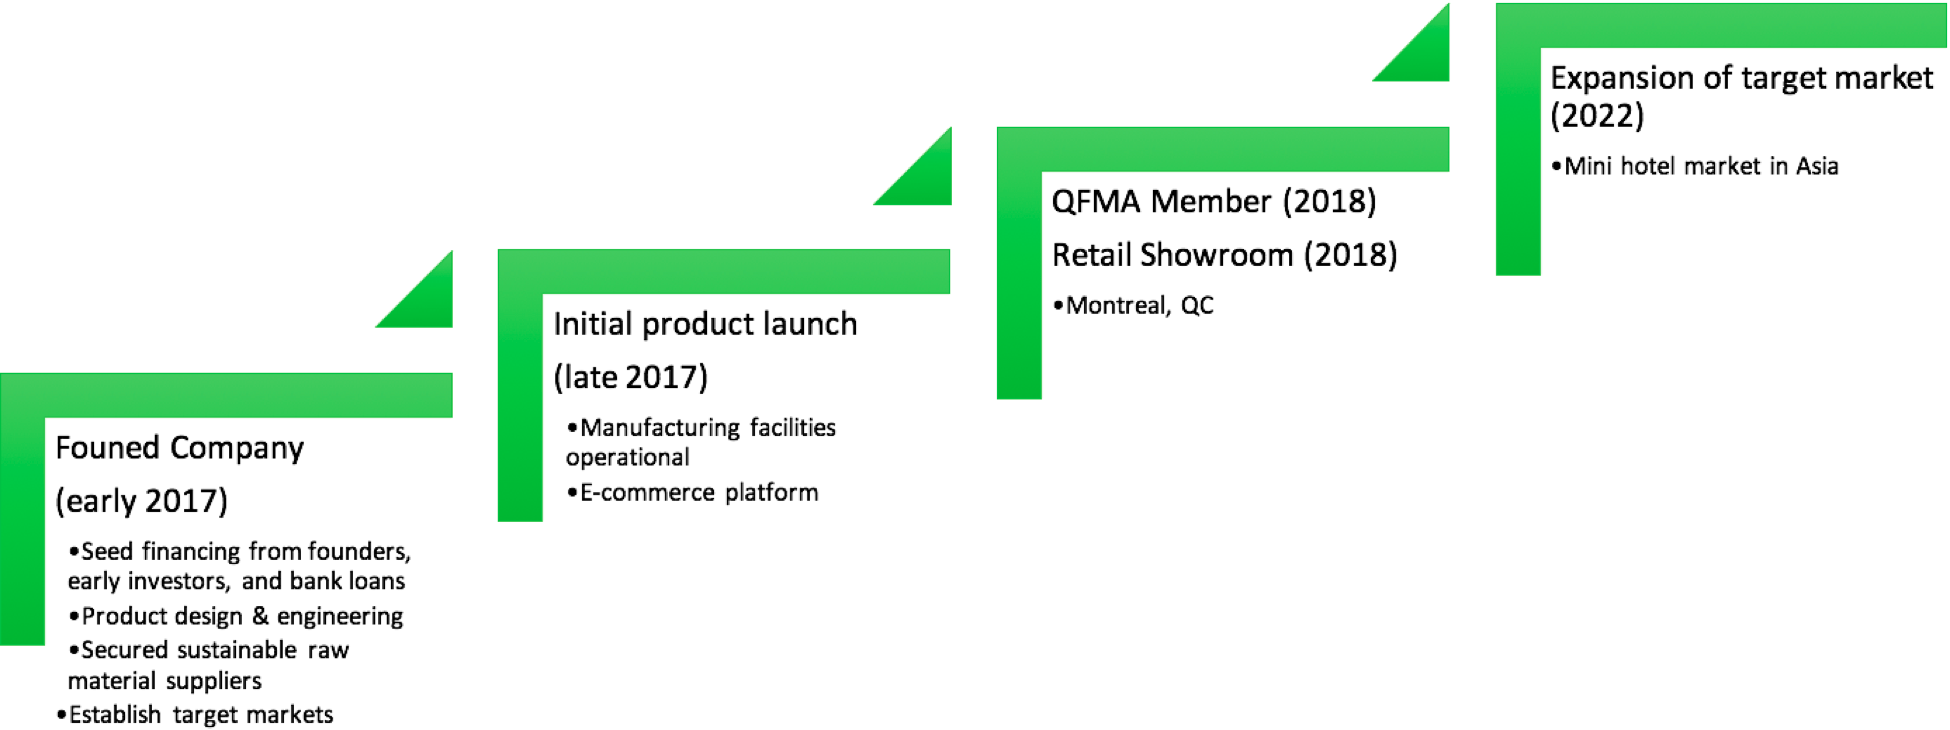 Founed Company
(early 2017)
•Seed financing from founders,
early investors, and bank loans
•Product design & engineering
•Secured sustainable raw
material suppliers
•Establish target markets
Initial product launch
(late 2017)
•Manufacturing facilities
operational
•E-commerce platform
QFMA Member (2018)
Retail Showroom (2018)
•Montreal, QC
Expansion of target market
(2022)
•Mini hotel market in Asia